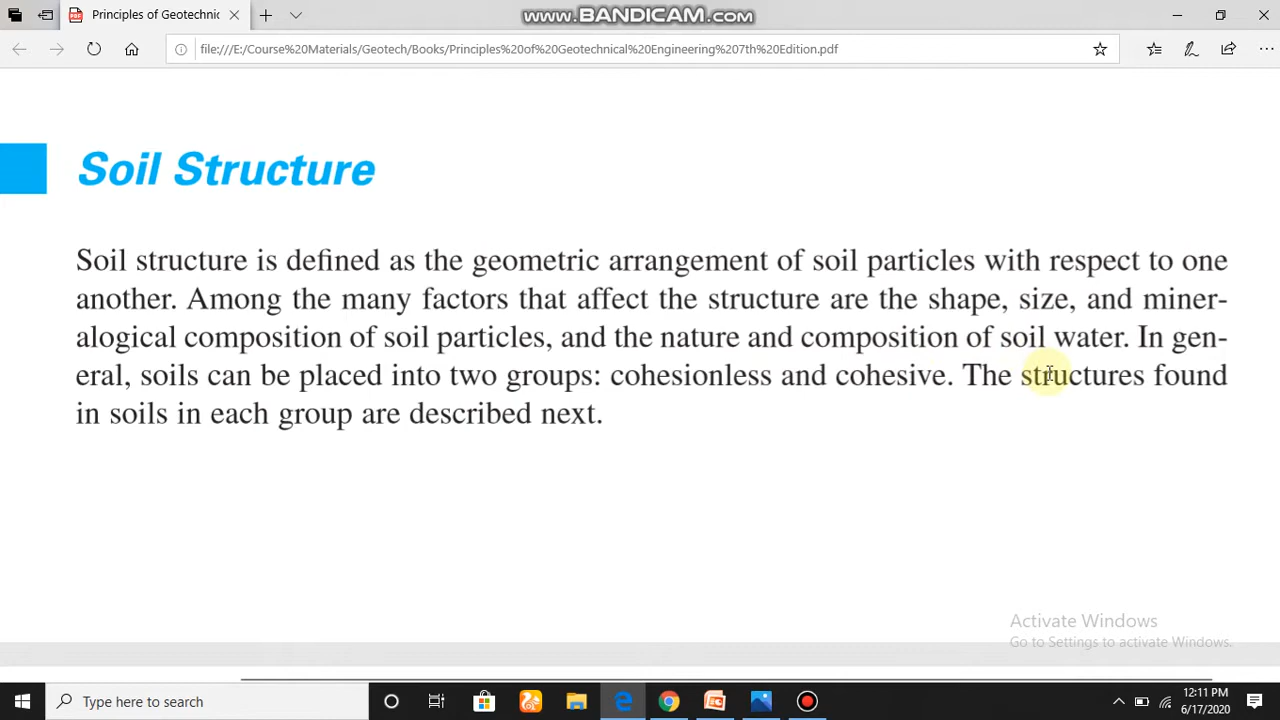 Principles of Geotechnic
WWW.BANDICAM.COM
file:///E:/Course%20Materials/Geotech/Books/Principles%20of%20Geotechnical%20Engineering%207th%20Edition.pdf
Soil Structure
Soil structure is defined as the geometric arrangement of soil particles with respect to one
another. Among the many factors that affect the structure are the shape, size, and miner-
alogical composition of soil particles, and the nature and composition of soil water. In gen-
eral, soils can be placed into two groups: cohesionless and cohesive. The structures found
in soils in each group are described next.
Activate Windows
Go to Settings to activate Windows.
Type here to search
12:11 PM
6/17/2020